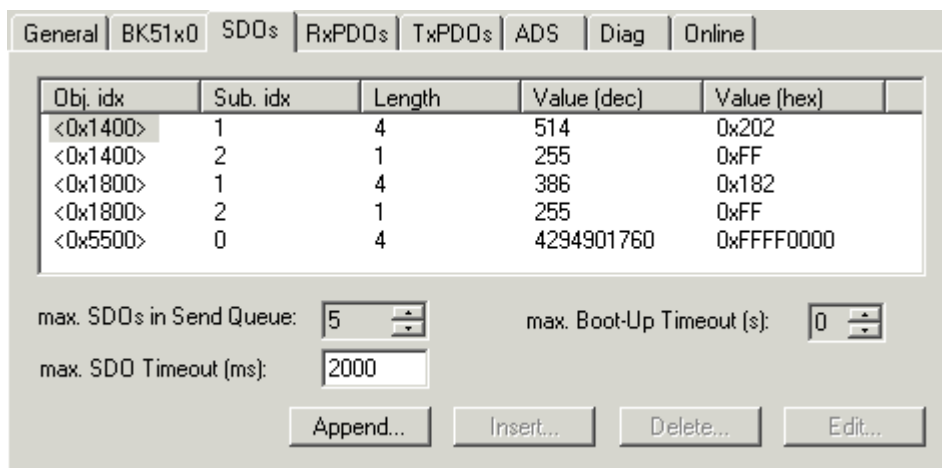 General BK51x0 SDOs RxPDOs TxPDOs ADS Diag Online
Obj. idx Sub. idx Length Value (dec) Value (hex)
<0x1400> 1 4 514 0x202
<0x1400> 2 1 255 0xFF
<0x1800> 1 4 386 0x182
<0x1800> 2 1 255 0xFF
<0x5500> 0 4 4294901760 0xFFFF0000
max. SDOs in Send Queue: 5 max. Boot-Up Timeout (s): 0
max. SDO Timeout (ms): 2000
Append... Insert... Delete... Edit...